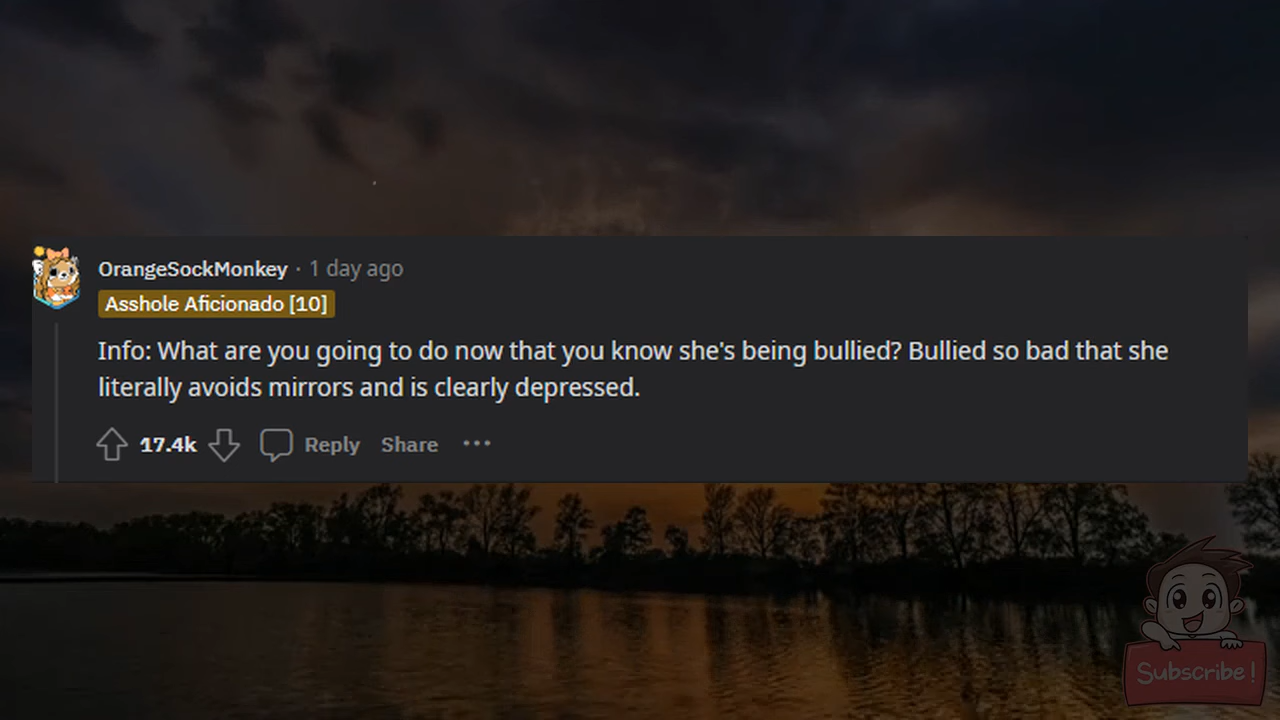 OrangeSockMonkey · 1 day ago
Asshole Aficionado [10]
Info: What are you going to do now that you know she's being bullied? Bullied so bad that she
literally avoids mirrors and is clearly depressed.
17.4k Reply Share ···
Subscribe!